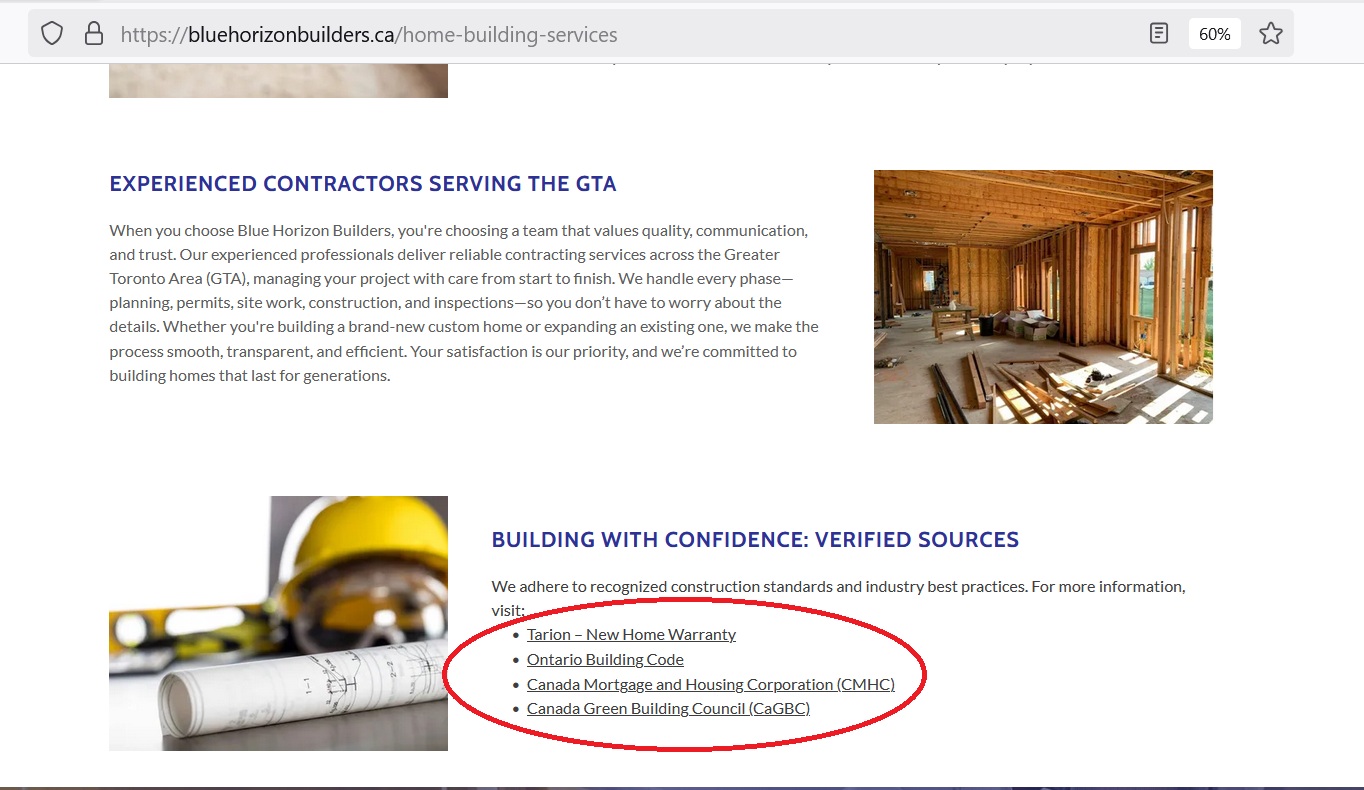 https://bluehorizonbuilders.ca/home-building-services
60%
EXPERIENCED CONTRACTORS SERVING THE GTA
When you choose Blue Horizon Builders, you're choosing a team that values quality, communication,
and trust. Our experienced professionals deliver reliable contracting services across the Greater
Toronto Area (GTA), managing your project with care from start to finish. We handle every phase—
planning, permits, site work, construction, and inspections—so you don’t have to worry about the
details. Whether you're building a brand-new custom home or expanding an existing one, we make the
process smooth, transparent, and efficient. Your satisfaction is our priority, and we’re committed to
building homes that last for generations.
BUILDING WITH CONFIDENCE: VERIFIED SOURCES
We adhere to recognized construction standards and industry best practices. For more information,
visit:
• Tarion – New Home Warranty
• Ontario Building Code
• Canada Mortgage and Housing Corporation (CMHC)
• Canada Green Building Council (CaGBC)
1-1
2-2